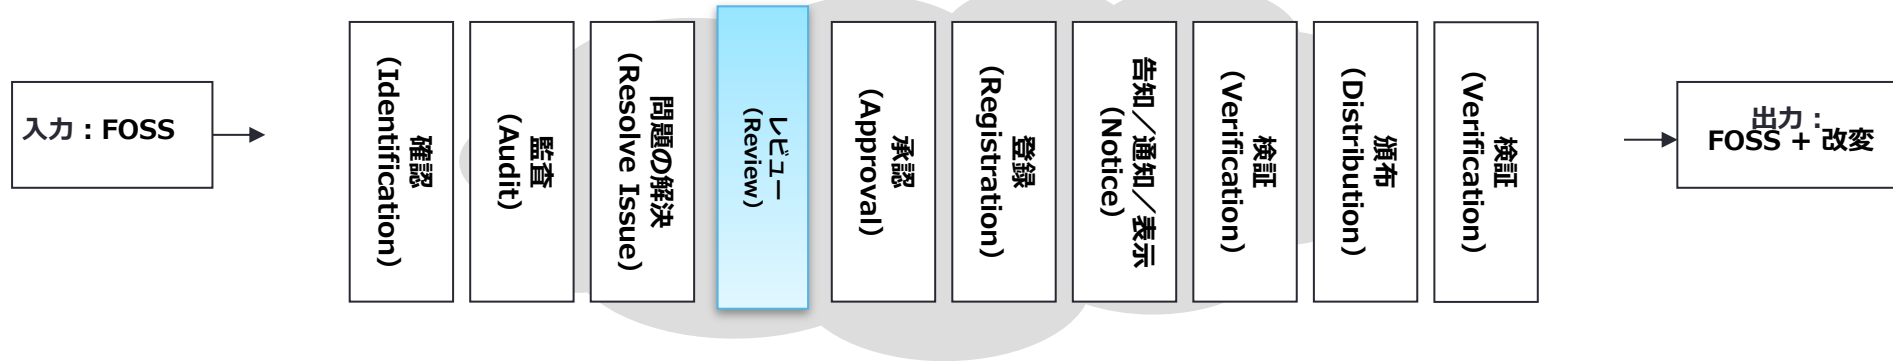 入力：FOSS
確認
(Identification)
監査
(Audit)
問題の解決
(Resolve Issue)
レビュー
(Review)
承認
(Approval)
登録
(Registration)
告知／通知／表示
(Notice)
検証
(Verification)
頒布
(Distribution)
検証
(Verification)
出力：
FOSS + 改変